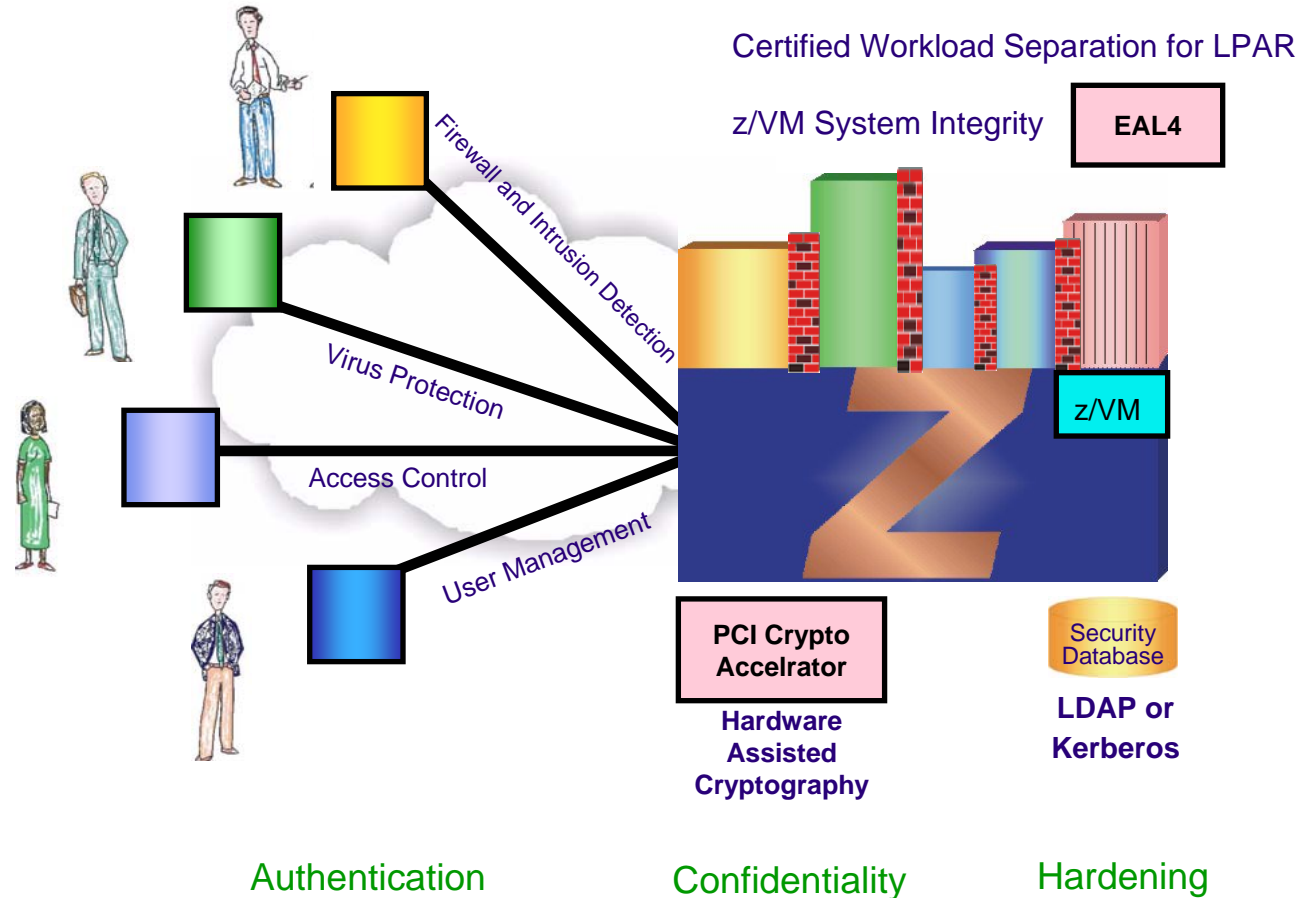 Certified Workload Separation for LPAR
z/VM System Integrity
EAL4
Firewall and Intrusion Detection
Virus Protection
Access Control
User Management
z/VM
PCI Crypto
Accelrator
Hardware
Assisted
Cryptography
Security
Database
LDAP or
Kerberos
Authentication
Confidentiality
Hardening